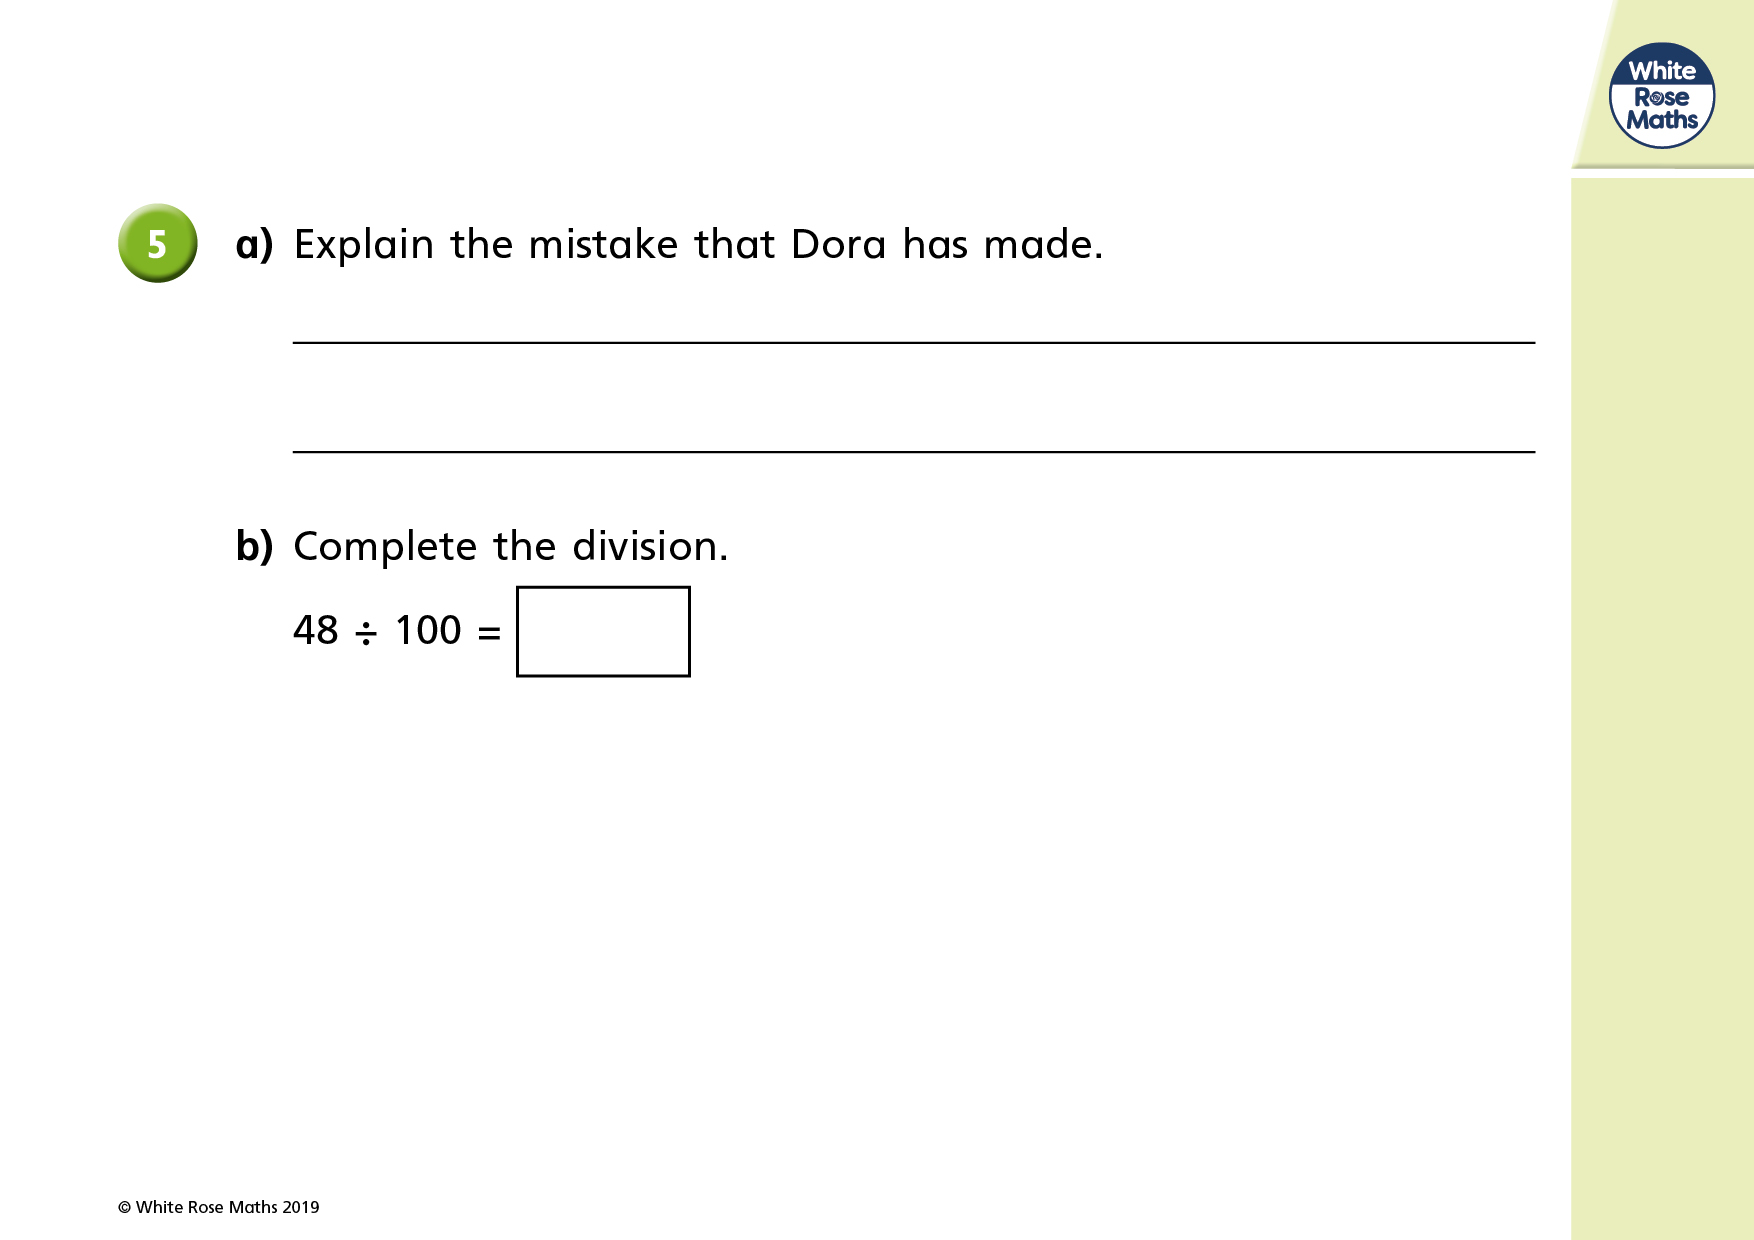 White
Rose
Maths
5 a) Explain the mistake that Dora has made.
b) Complete the division.
48 ÷ 100 =
© White Rose Maths 2019